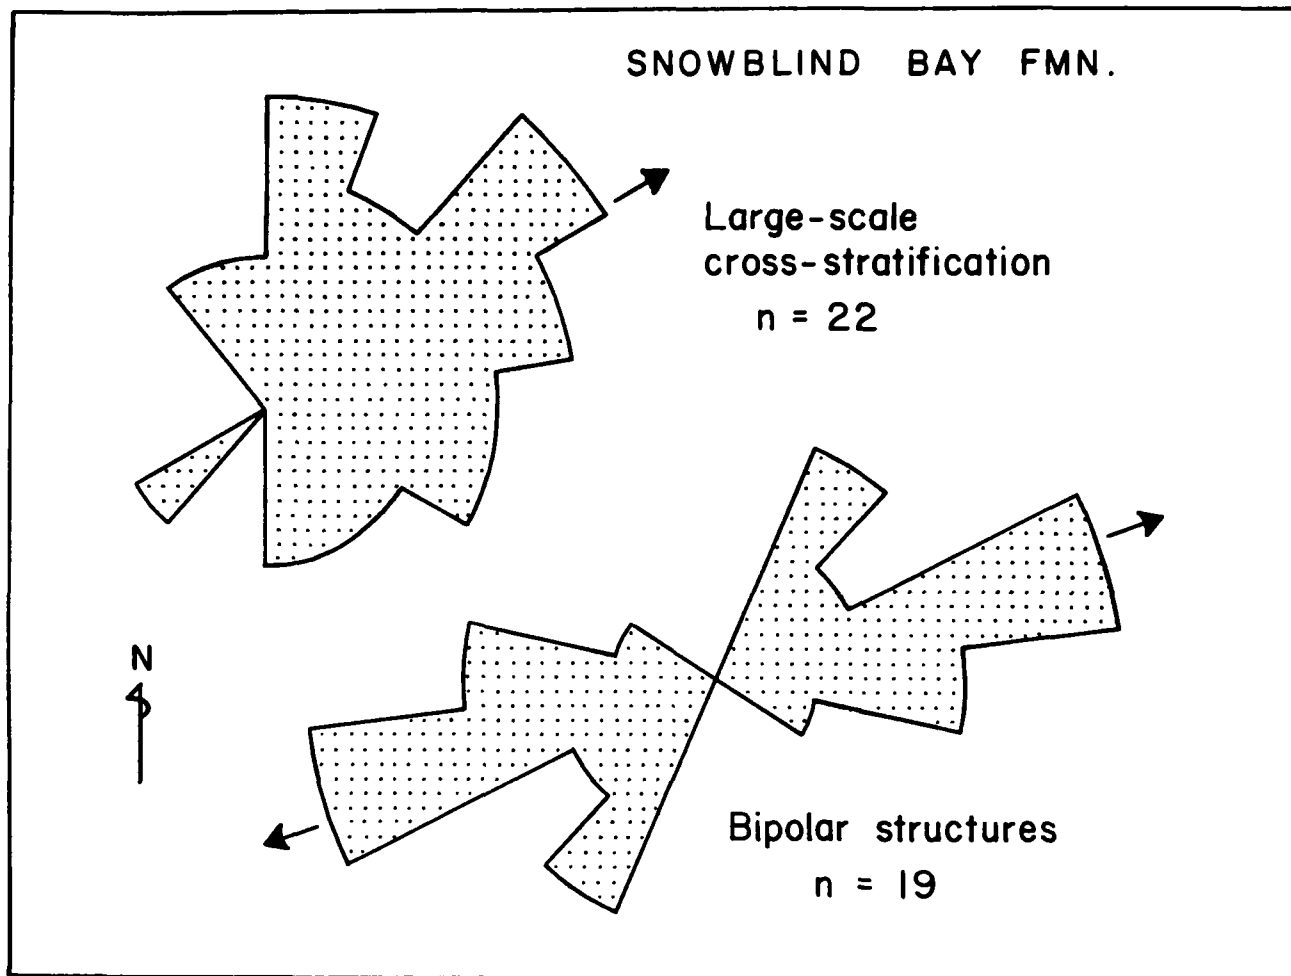 SNOWBLIND BAY FMN.
Large-scale
cross-stratification
n = 22
N
Bipolar structures
n = 19